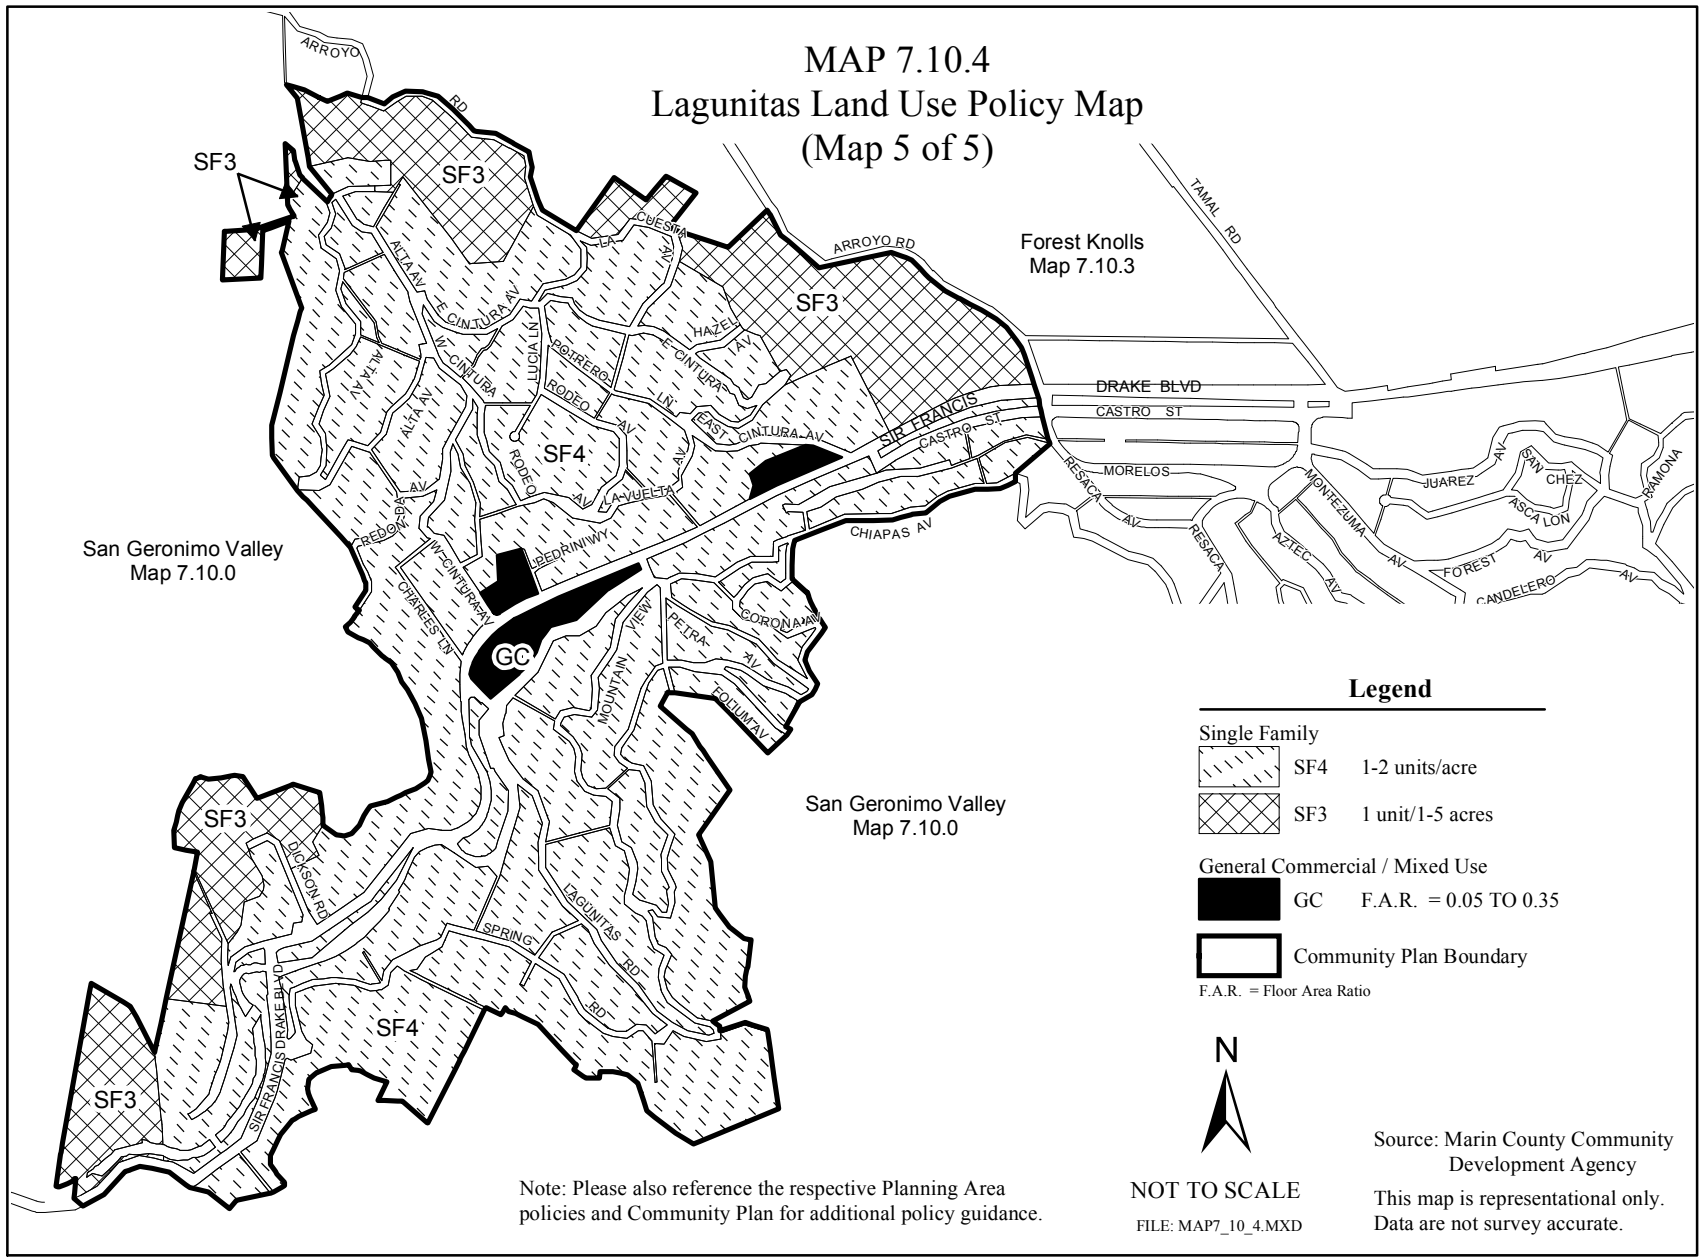 MAP 7.10.4
Lagunitas Land Use Policy Map
(Map 5 of 5)
ARROYO
RD
SF3
SF3
TAMAL RD
CUESTA
LA
AV
ARROYO RD
Forest Knolls
Map 7.10.3
ALTA AV
E CINTURA AV
SF3
HAZEL
AV
LUCIA LN
W CINTURA
POTRERO
LN
E CINTURA
ALTA AV
ALTA AV
RODEO
AV
EAST
CINTURA AV
DRAKE BLVD
SIR FRANCIS
CASTRO ST
CASTRO ST
SF4
RODEO
AV
LA VUELTA
AV
RESACA
AV
MORELOS
RESACA
MONTEZUMA
AV
JUAREZ
AV
SAN
CHEZ
RAMONA
ASCALON
AV
REDONDA
CHIAPAS AV
San Geronimo Valley
Map 7.10.0
PEDRINI WY
W CINTURA AV
CHARLES LN
AZTEC
AV
FOREST
AV
CANDELERO
AV
CORONA AV
VIEW
MOUNTAIN
PETRA
AV
GC
FOLIUM AV
Legend
Single Family
SF4 1-2 units/acre
SF3 1 unit/1-5 acres
General Commercial / Mixed Use
GC F.A.R. = 0.05 TO 0.35
Community Plan Boundary
F.A.R. = Floor Area Ratio
San Geronimo Valley
Map 7.10.0
SF3
DICKSON RD
LAGUNITAS
RD
SPRING
RD
SIR FRANCIS DRAKE BLVD
SF4
SF3
N
NOT TO SCALE
FILE: MAP7_10_4.MXD
Source: Marin County Community
Development Agency
This map is representational only.
Data are not survey accurate.
Note: Please also reference the respective Planning Area
policies and Community Plan for additional policy guidance.